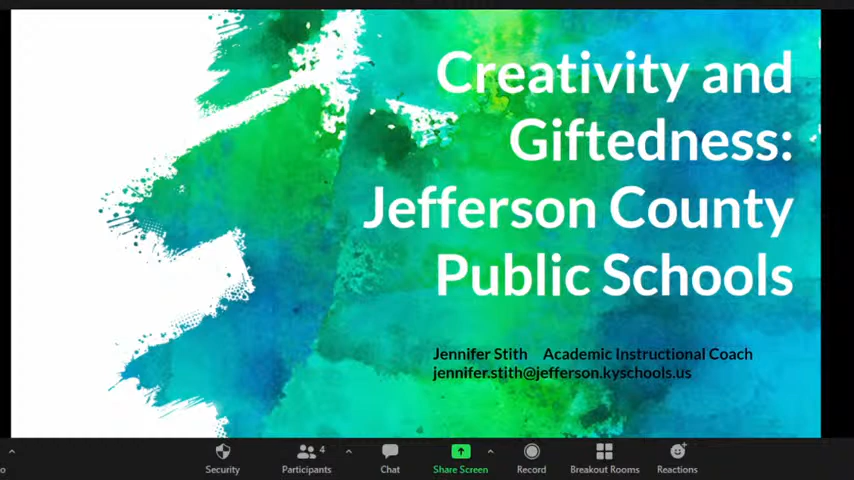 Creativity and
Giftedness:
Jefferson County
Public Schools
Jennifer Stith Academic Instructional Coach
jennifer.stith@jefferson.kyschools.us
4
Security Participants Chat Share Screen Record Breakout Rooms Reactions